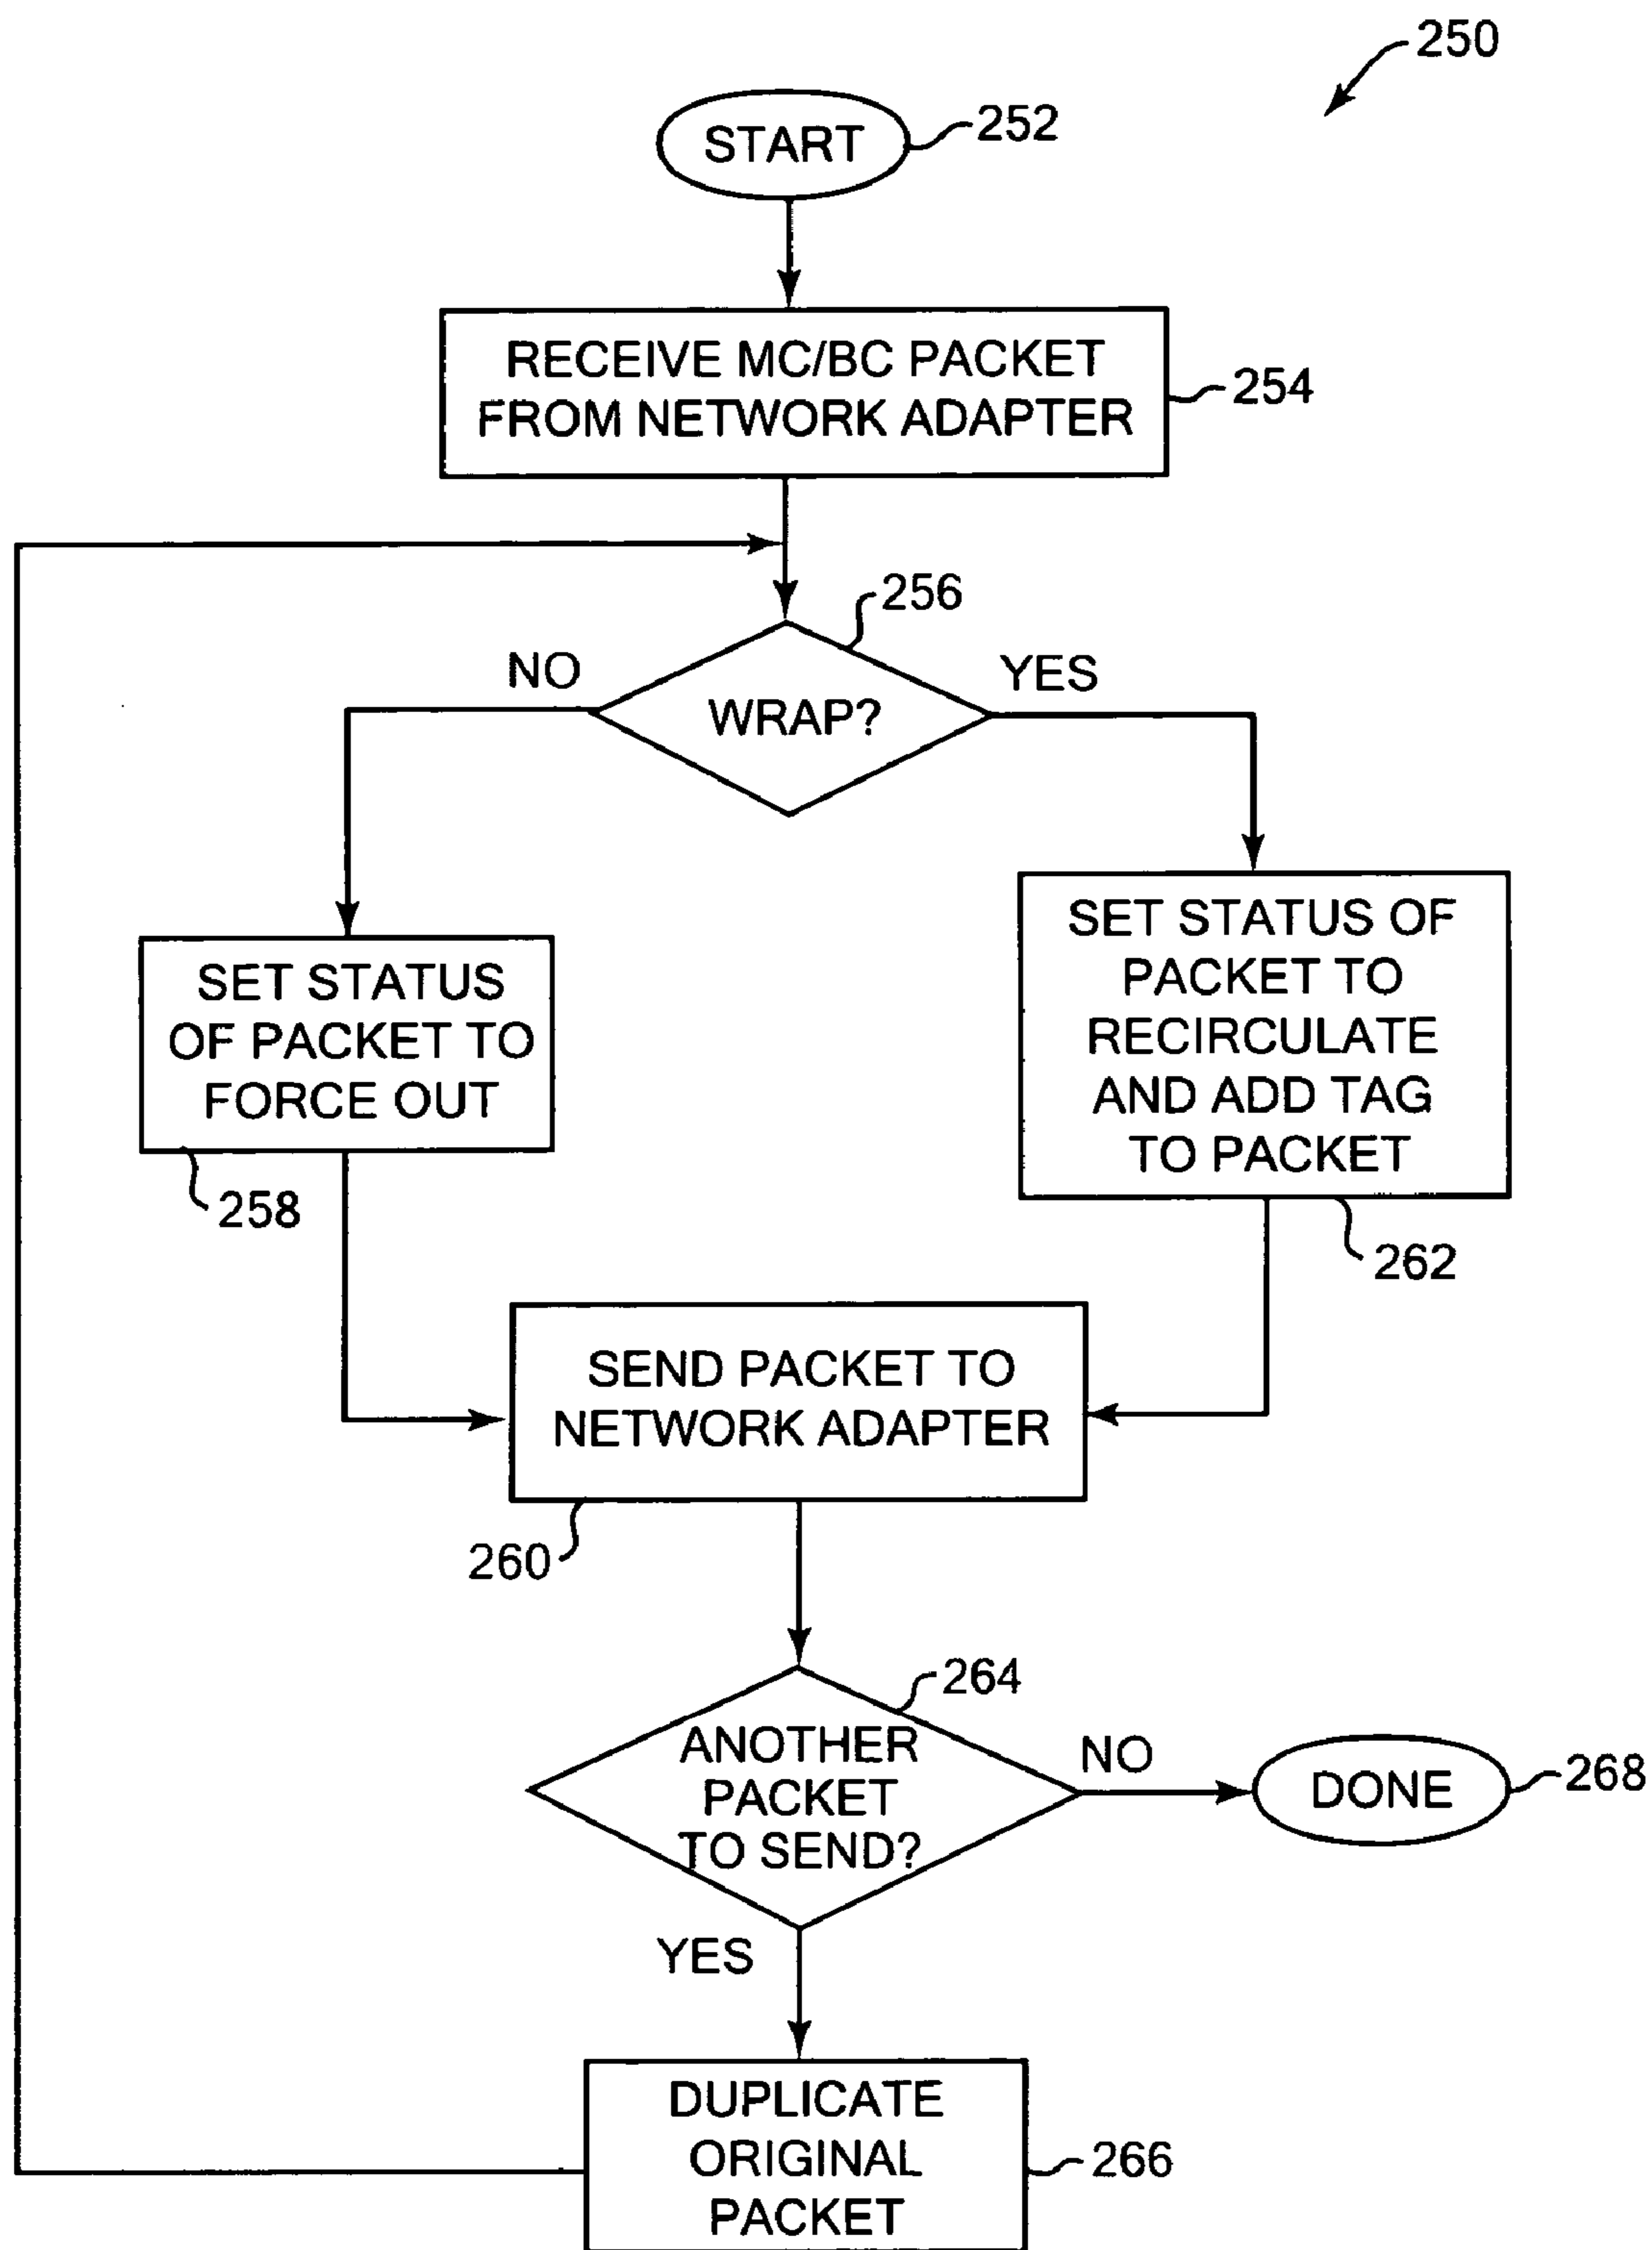 250
START
252
RECEIVE MC/BC PACKET
FROM NETWORK ADAPTER
254
256
NO
YES
WRAP?
SET STATUS
OF PACKET TO
FORCE OUT
258
SET STATUS OF
PACKET TO
RECIRCULATE
AND ADD TAG
TO PACKET
262
SEND PACKET TO
NETWORK ADAPTER
260
264
ANOTHER
PACKET
TO SEND?
NO
DONE
268
YES
DUPLICATE
ORIGINAL
PACKET
266